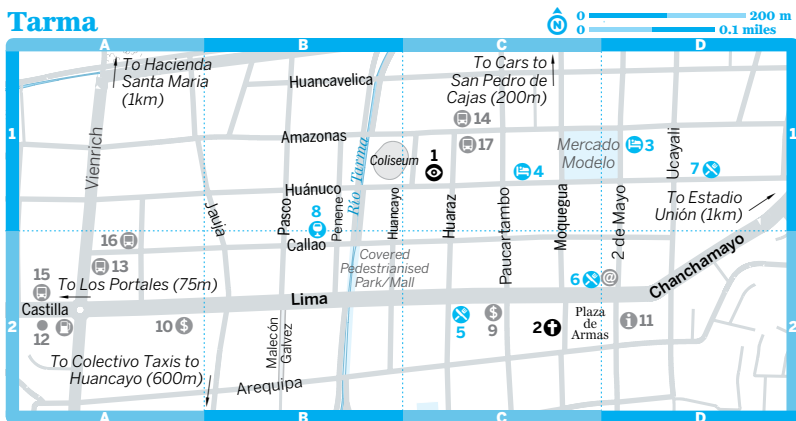 Tarma
N
0 200 m
0 0.1 miles
A B C D
To Hacienda
Santa Maria
(1km)
To Cars to
San Pedro de
Cajas (200m)
Huancavelica
14
1
1
Amazonas
17
Coliseum
1
Mercado
Modelo
3
4
7
Vienrich
Río Tarma
Ucayali
Huánuco
To Estadio
Unión (1km)
Jauja
Pasco
8
Penene
Huancayo
Huaraz
Paucartambo
Moquegua
2 de Mayo
16
Callao
Covered
Pedestrianised
Park/Mall
13
15
To Los Portales (75m)
6
@
Chanchamayo
Lima
Castilla
2
2
12
10
$
Malecón
Galvez
5
$
9
2
Plaza
de
Armas
11
To Colectivo Taxis to
Huancayo (600m)
Arequipa
A B C D